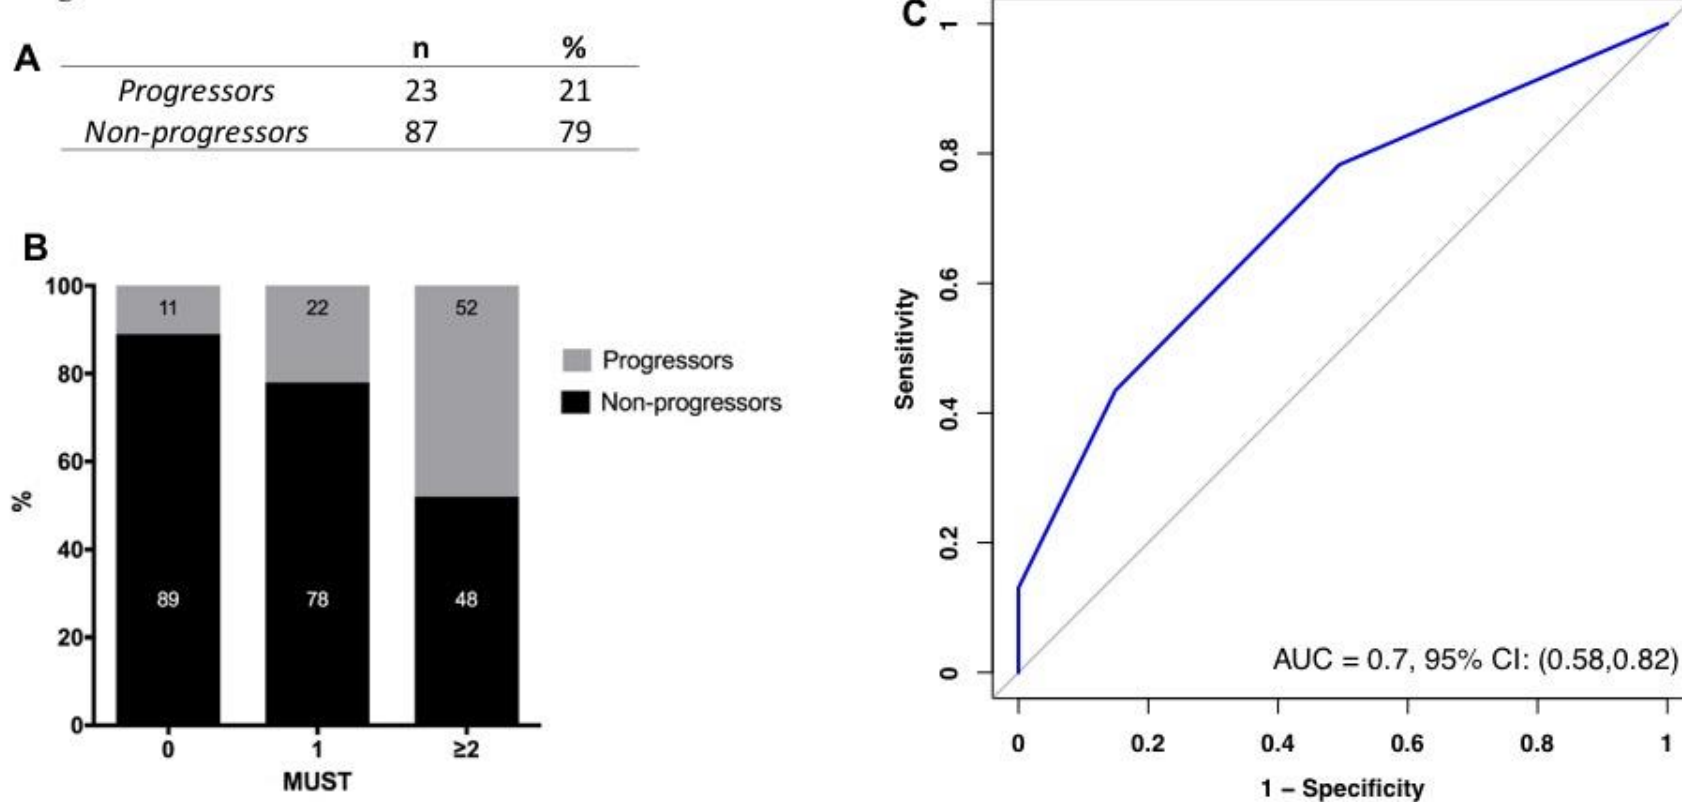 A
n %
Progressors 23 21
Non-progressors 87 79
B
100
80
60
40
20
0
%
11 22 52
89 78 48
0 1 ≥2
MUST
Progressors
Non-progressors
C
1
0.8
0.6
0.4
0.2
0
Sensitivity
AUC = 0.7, 95% CI: (0.58,0.82)
0 0.2 0.4 0.6 0.8 1
1 – Specificity